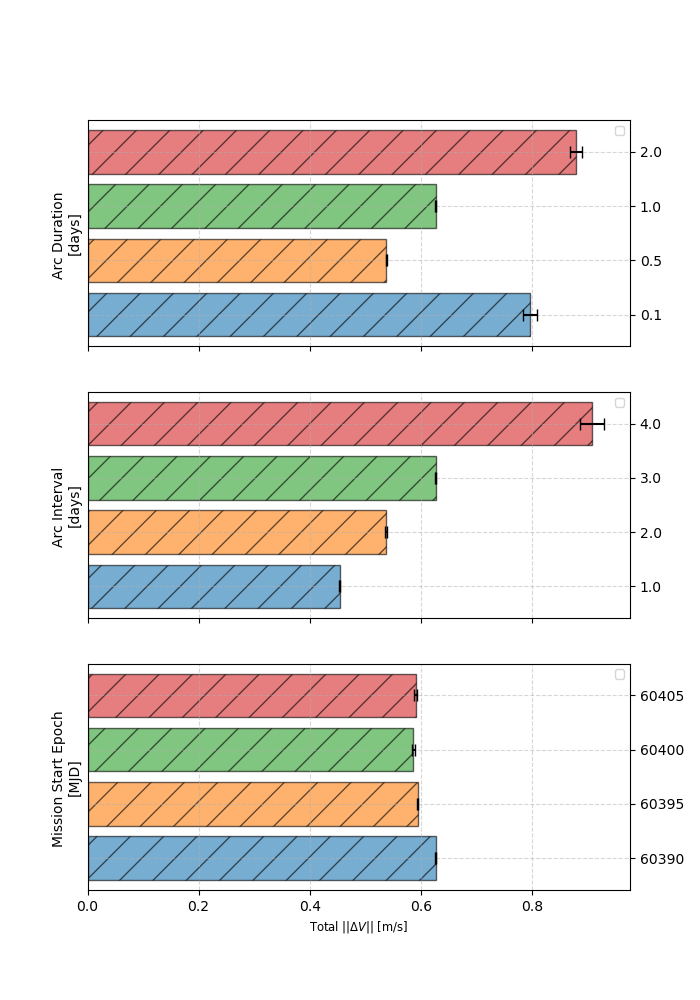 Arc Duration
[days]
2.0
1.0
0.5
0.1
Arc Interval
[days]
4.0
3.0
2.0
1.0
Mission Start Epoch
[MJD]
60405
60400
60395
60390
0.0 0.2 0.4 0.6 0.8
Total ||ΔV|| [m/s]